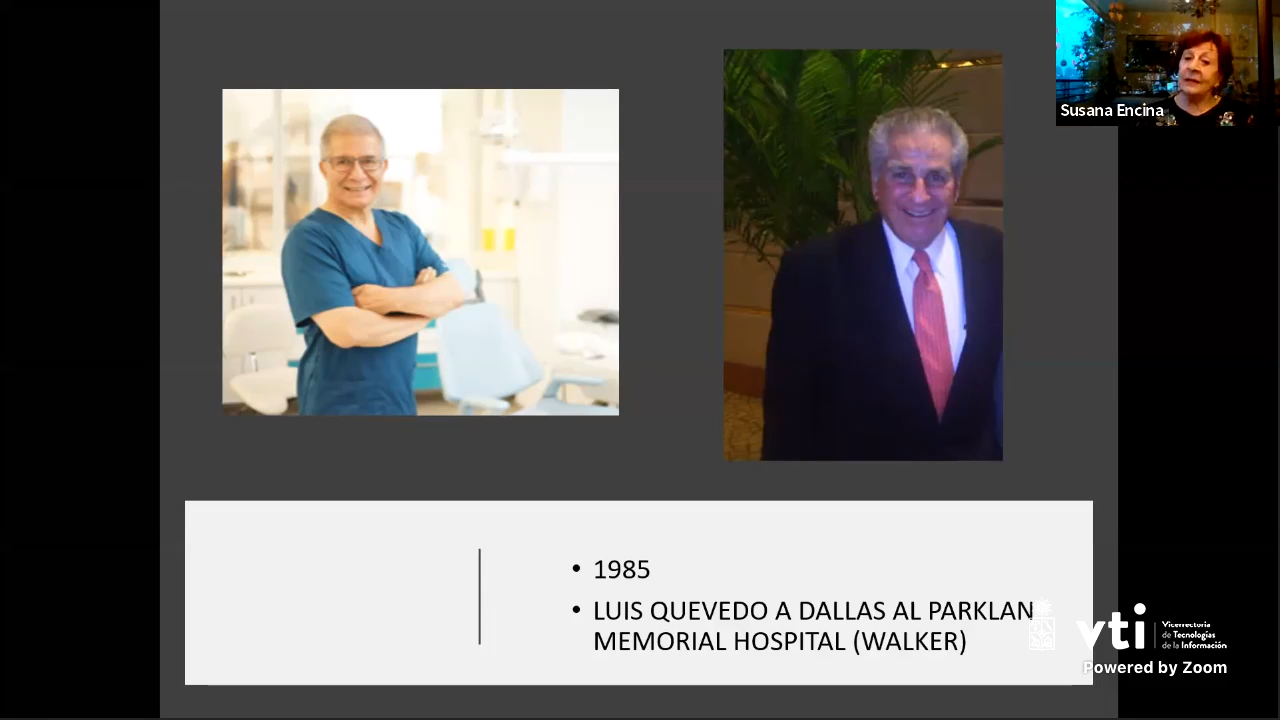 Susana Encina
• 1985
• LUIS QUEVEDO A DALLAS AL PARKLAN
MEMORIAL HOSPITAL (WALKER)
vti
Vicerrectoría
de Tecnologías
de la Información
Powered by Zoom